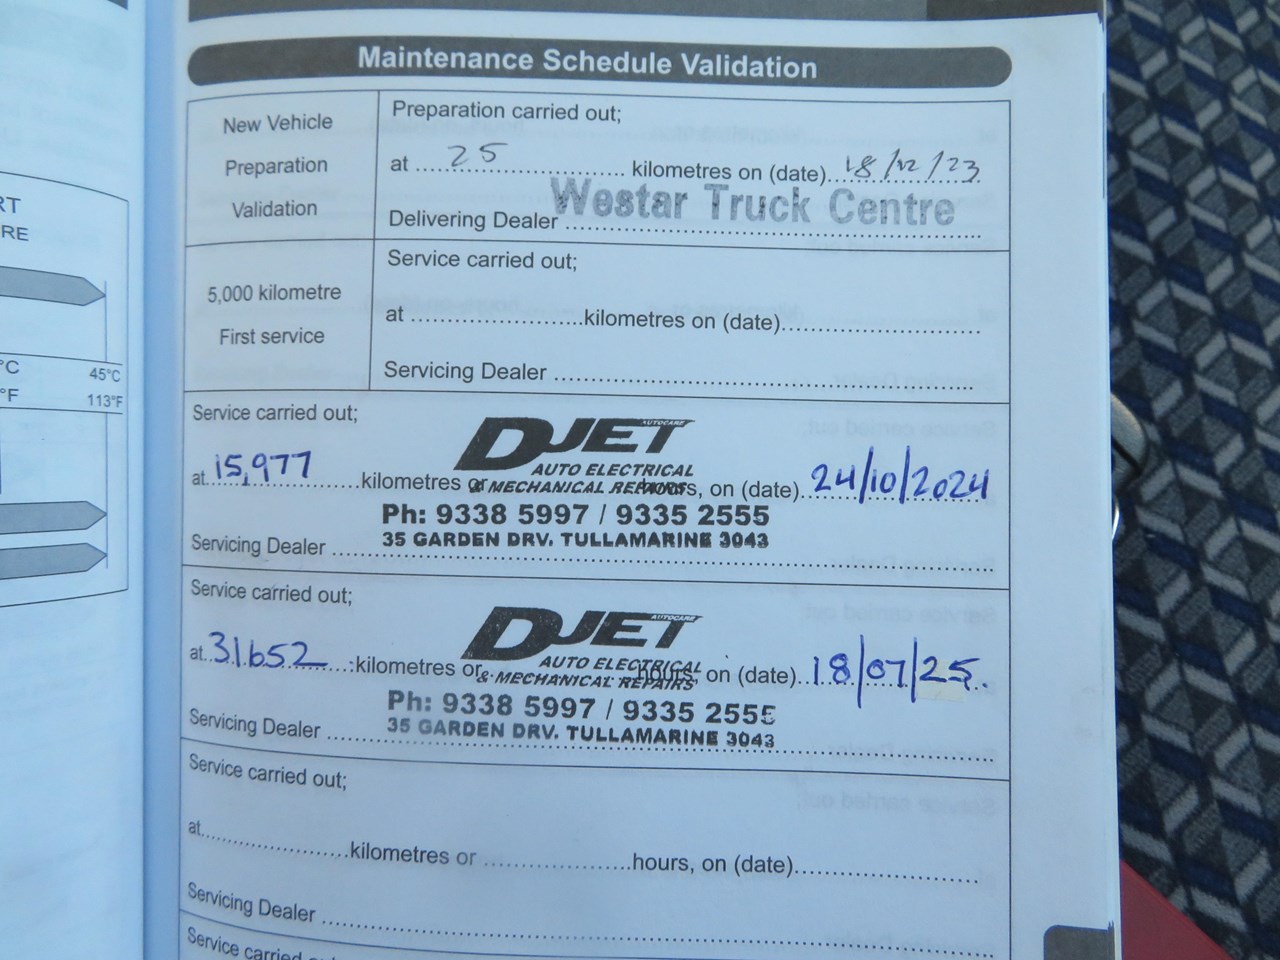 RT
RE
°C 45°C
°F 113°F
Maintenance Schedule Validation
New Vehicle
Preparation
Validation
Preparation carried out;
at ....25.... kilometres on (date) 18/12/23
Delivering Dealer Westar Truck Centre
5,000 kilometre
First service
Service carried out;
at ............kilometres on (date)............
Servicing Dealer ............
Service carried out;
DJET AUTOCARE
AUTO ELECTRICAL
& MECHANICAL REPAIRS
at 15,977 kilometres or hours, on (date) 24/10/2024
Ph: 9338 5997 / 9335 2555
35 GARDEN DRV. TULLAMARINE 3043
Servicing Dealer ............
Service carried out;
DJET AUTOCARE
AUTO ELECTRICAL
& MECHANICAL REPAIRS
at 31652 kilometres or hours, on (date) 18/07/25.
Ph: 9338 5997 / 9335 2555
35 GARDEN DRV. TULLAMARINE 3043
Servicing Dealer ............
Service carried out;
at............kilometres or ............hours, on (date)............
Servicing Dealer ............
Service carried